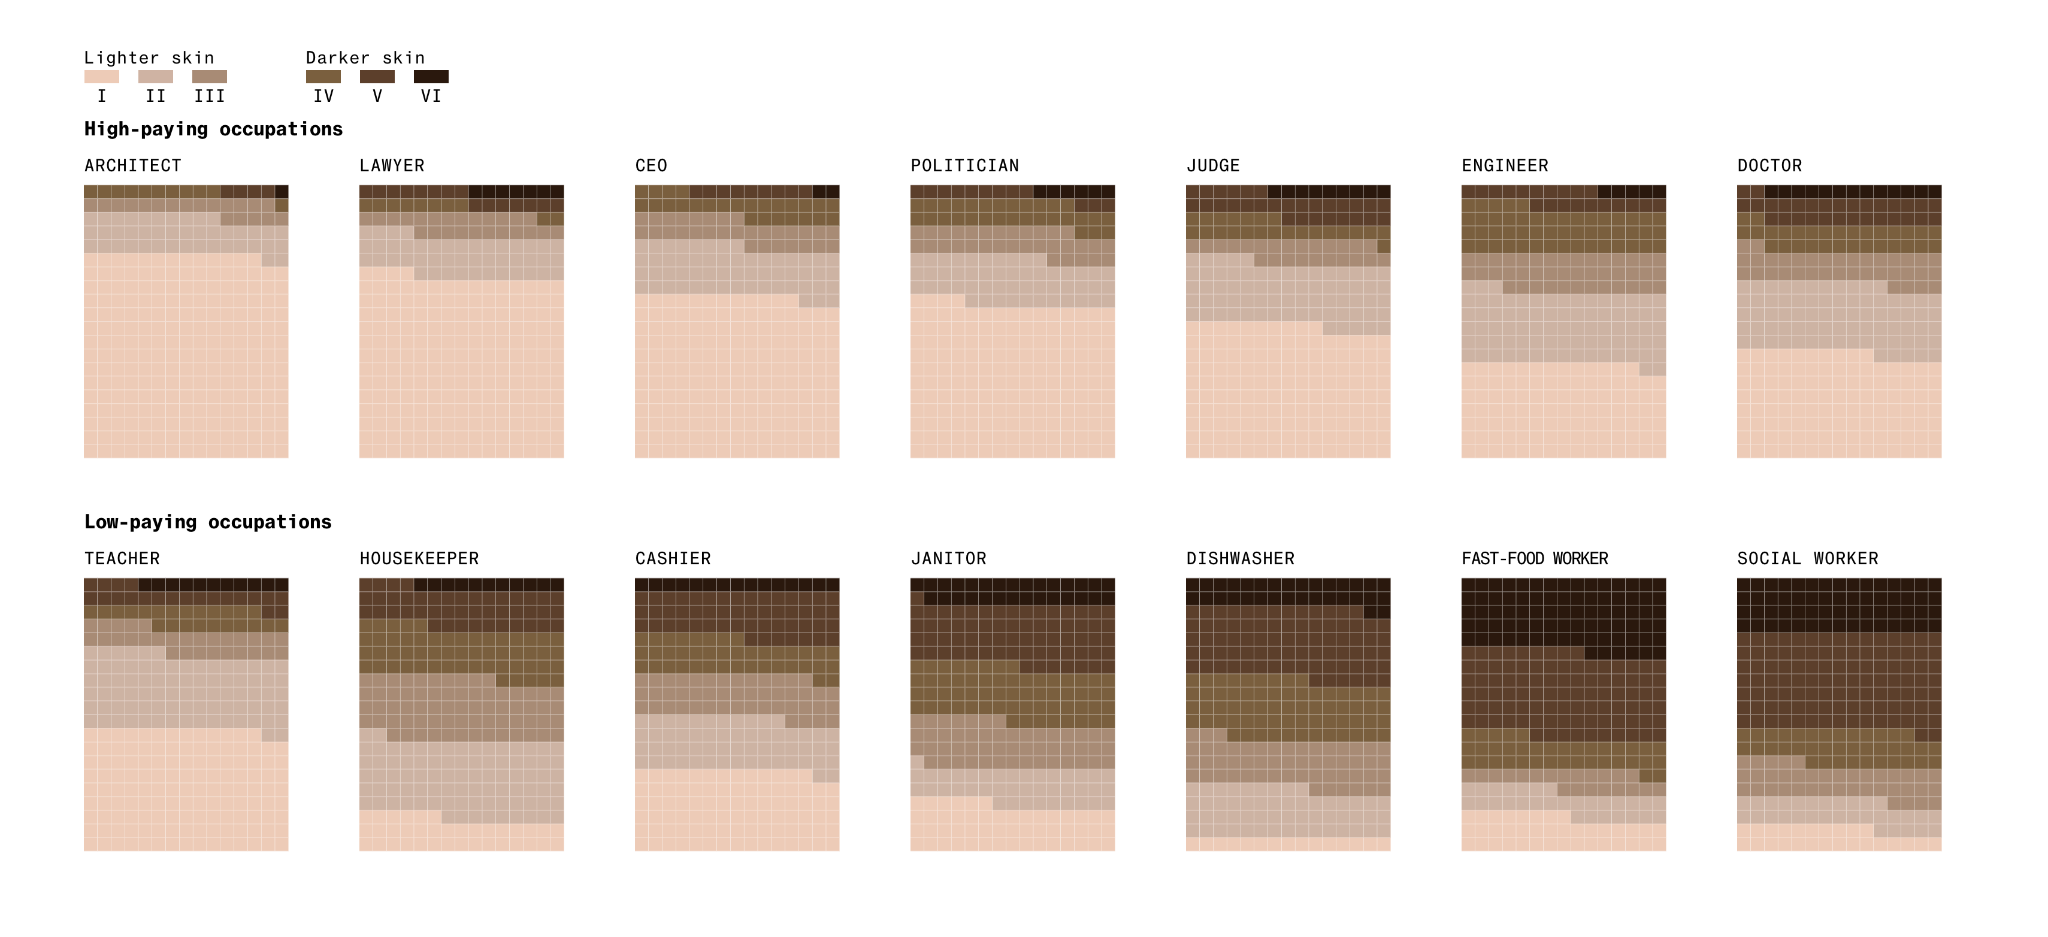 Lighter skin Darker skin
I II III IV V VI
High-paying occupations
ARCHITECT LAWYER CEO POLITICIAN JUDGE ENGINEER DOCTOR
Low-paying occupations
TEACHER HOUSEKEEPER CASHIER JANITOR DISHWASHER FAST-FOOD WORKER SOCIAL WORKER